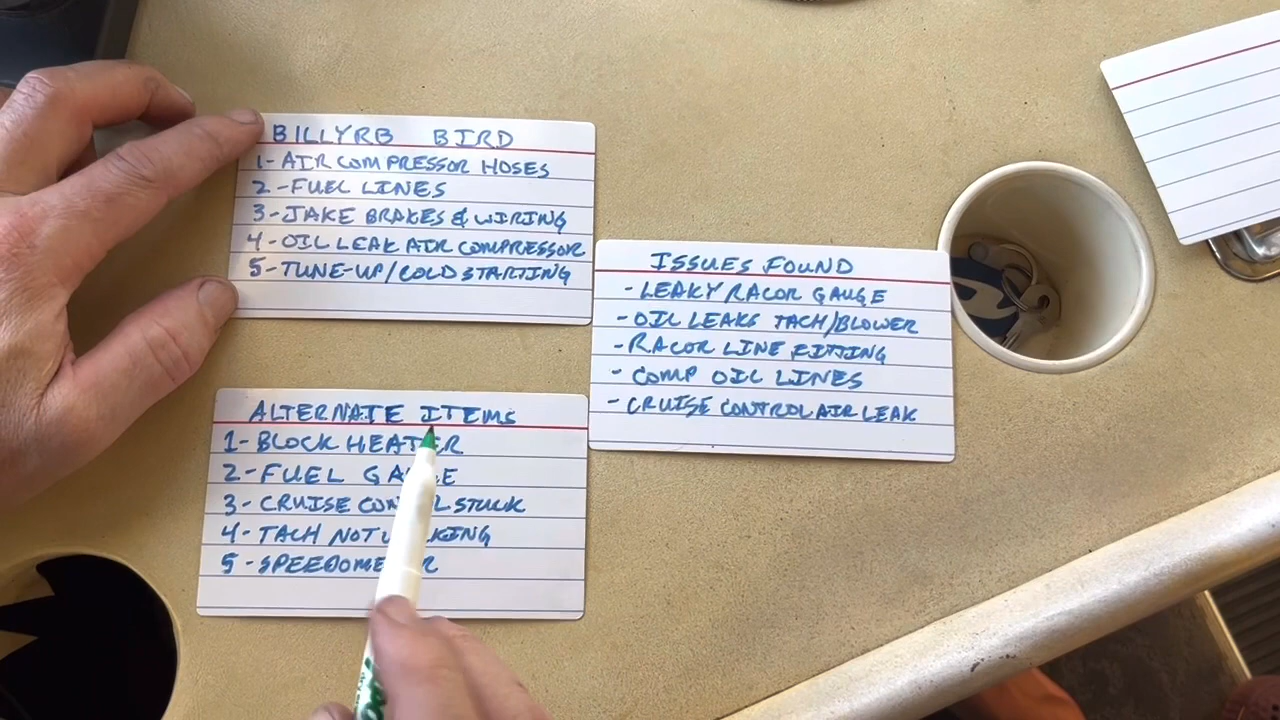 BILLYRB BIRD
1-AIR COMPRESSOR HOSES
2-FUEL LINES
3-JAKE BRAKES & WIRING
4-OIL LEAK AIR COMPRESSOR
5-TUNE-UP/COLD STARTING
ISSUES FOUND
-LEAKY RACOR GAUGE
-OIL LEAKS TACH/BLOWER
-RACOR LINE FITTING
-COMP OIL LINES
-CRUISE CONTROL AIR LEAK
ALTERNATE ITEMS
1-BLOCK HEATER
2-FUEL
3-CRUISE STUCK
4-TACH NOT
5-